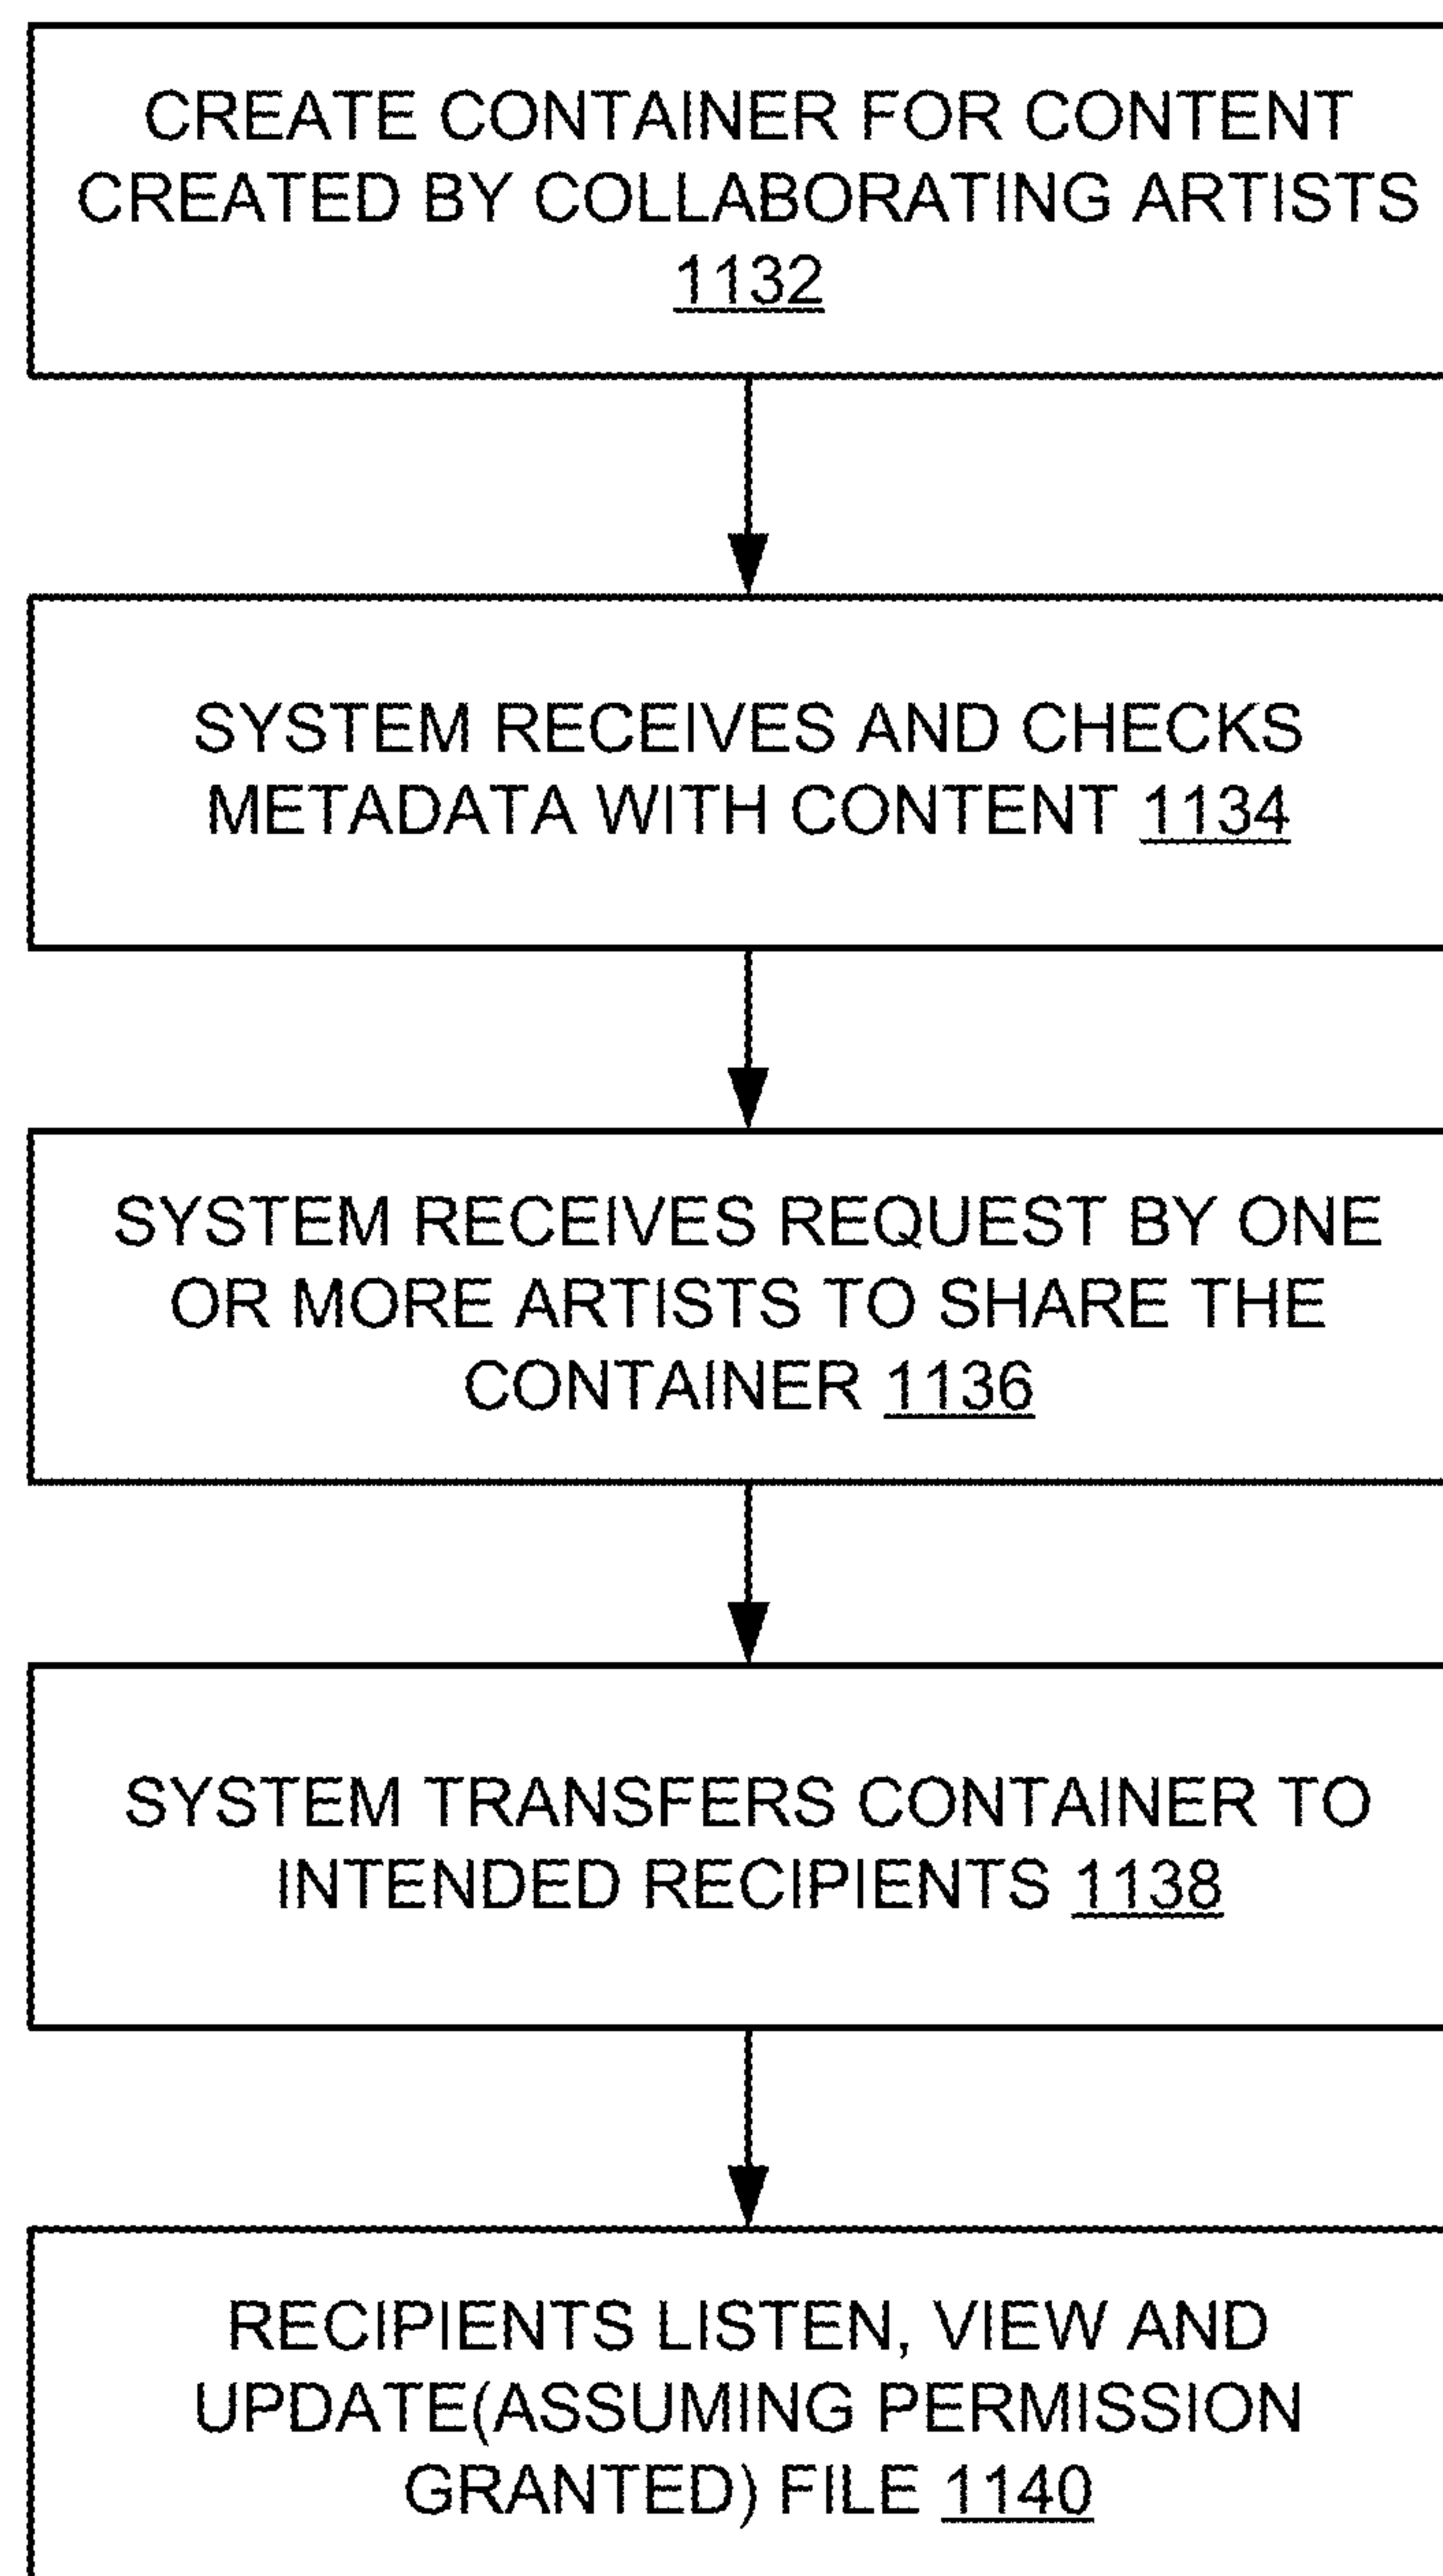 CREATE CONTAINER FOR CONTENT
CREATED BY COLLABORATING ARTISTS
1132
SYSTEM RECEIVES AND CHECKS
METADATA WITH CONTENT 1134
SYSTEM RECEIVES REQUEST BY ONE
OR MORE ARTISTS TO SHARE THE
CONTAINER 1136
SYSTEM TRANSFERS CONTAINER TO
INTENDED RECIPIENTS 1138
RECIPIENTS LISTEN, VIEW AND
UPDATE(ASSUMING PERMISSION
GRANTED) FILE 1140